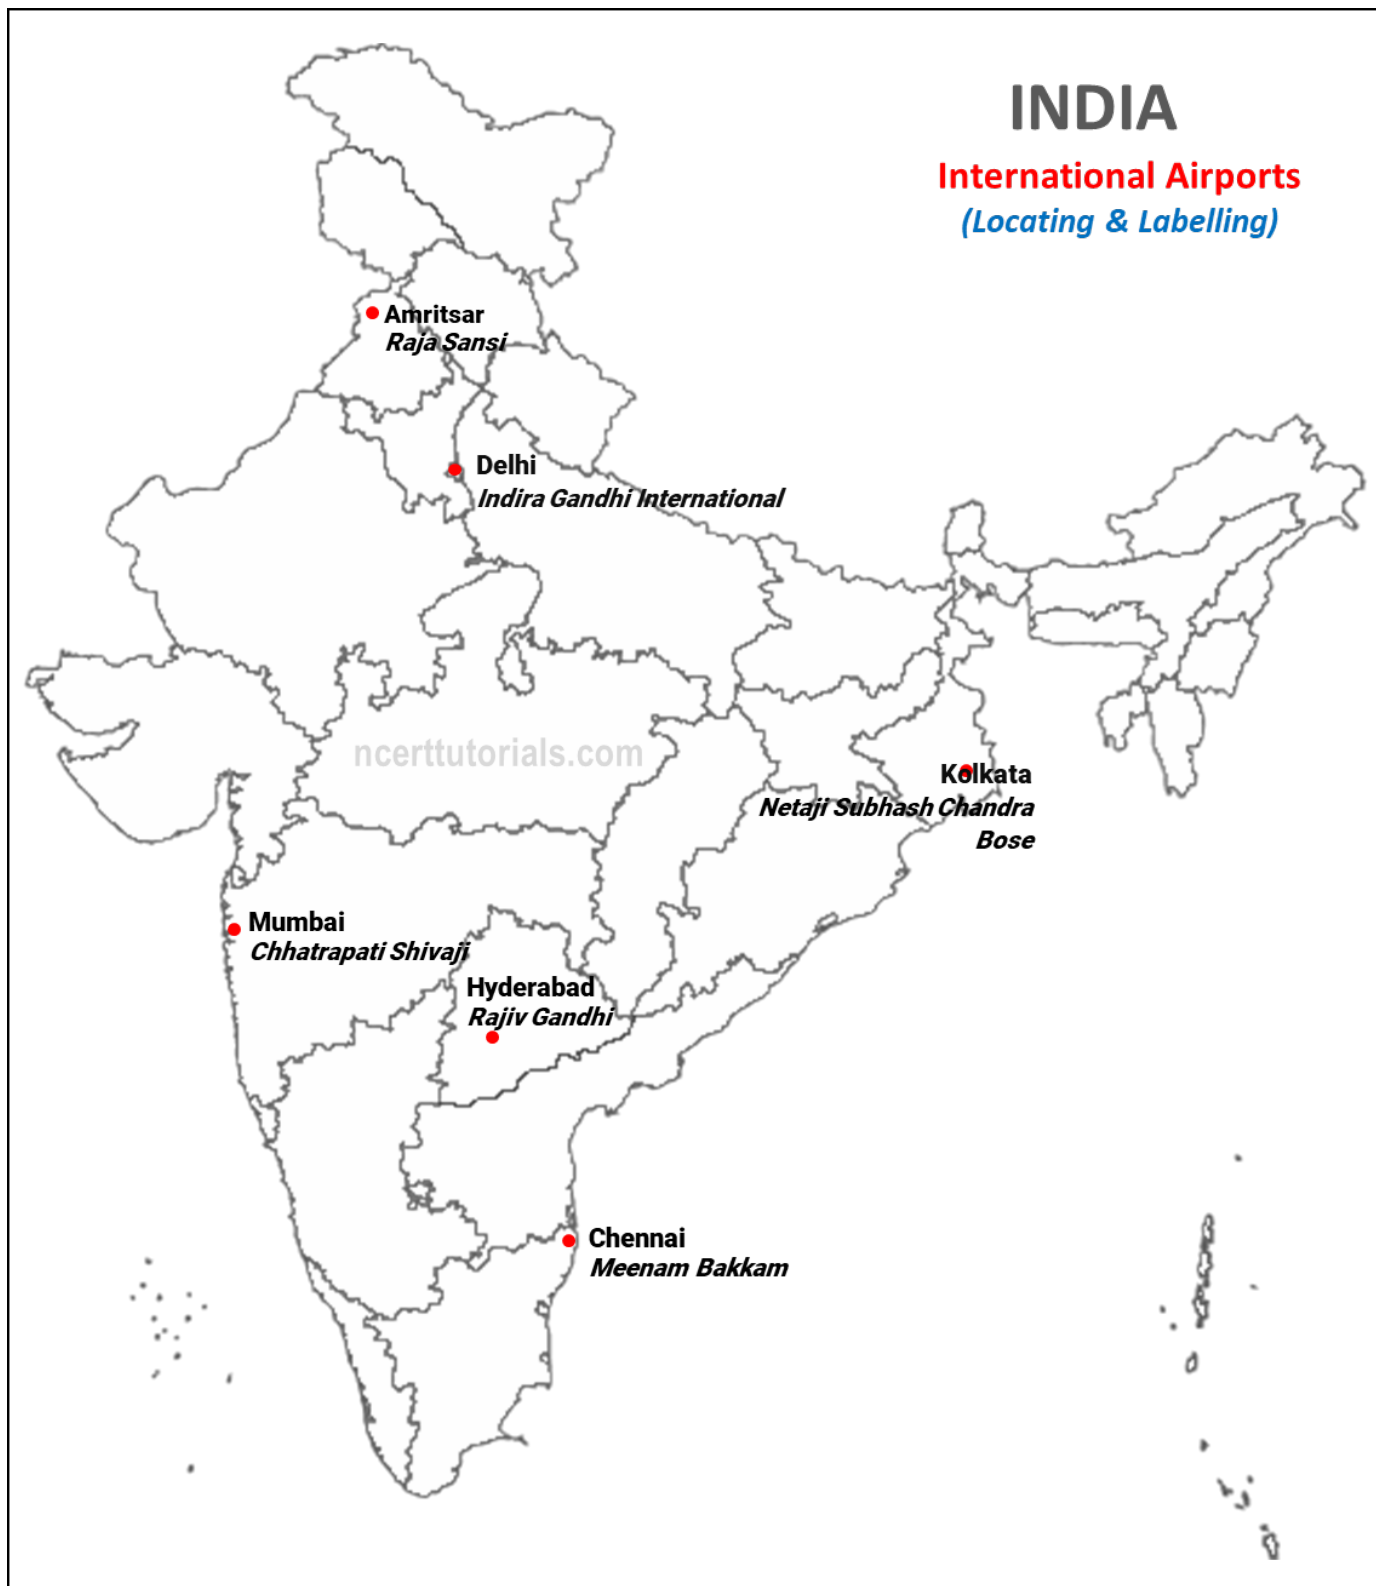 INDIA
International Airports
(Locating & Labelling)
Amritsar
Raja Sansi
Delhi
Indira Gandhi International
ncerttutorials.com
Kolkata
Netaji Subhash Chandra
Bose
Mumbai
Chhatrapati Shivaji
Hyderabad
Rajiv Gandhi
Chennai
Meenam Bakkam